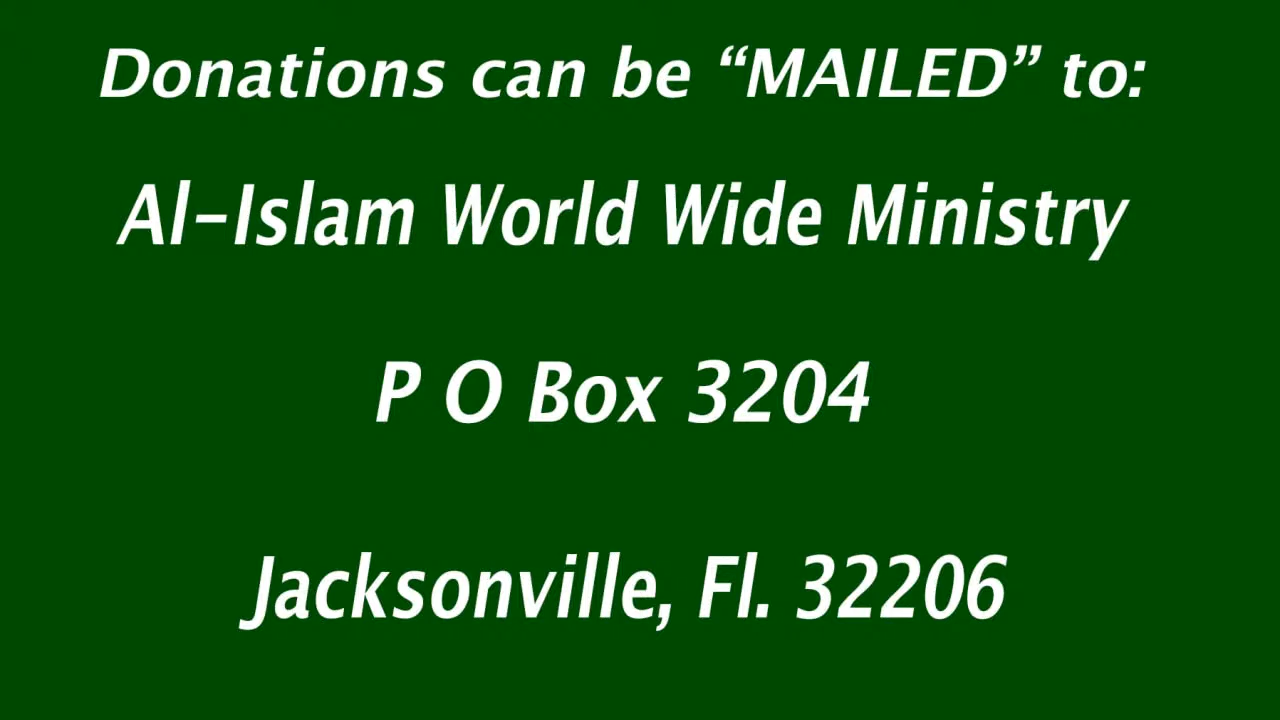 Donations can be “MAILED” to:
Al-Islam World Wide Ministry
P O Box 3204
Jacksonville, Fl. 32206